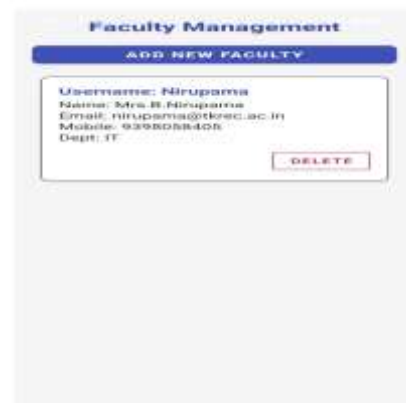 Faculty Management
ADD NEW FACULTY
Username: Nirupama
Name: Mrs.B.Nirupama
Email: nirupama@tkrec.ac.in
Mobile: 9398058405
Dept: IT
DELETE